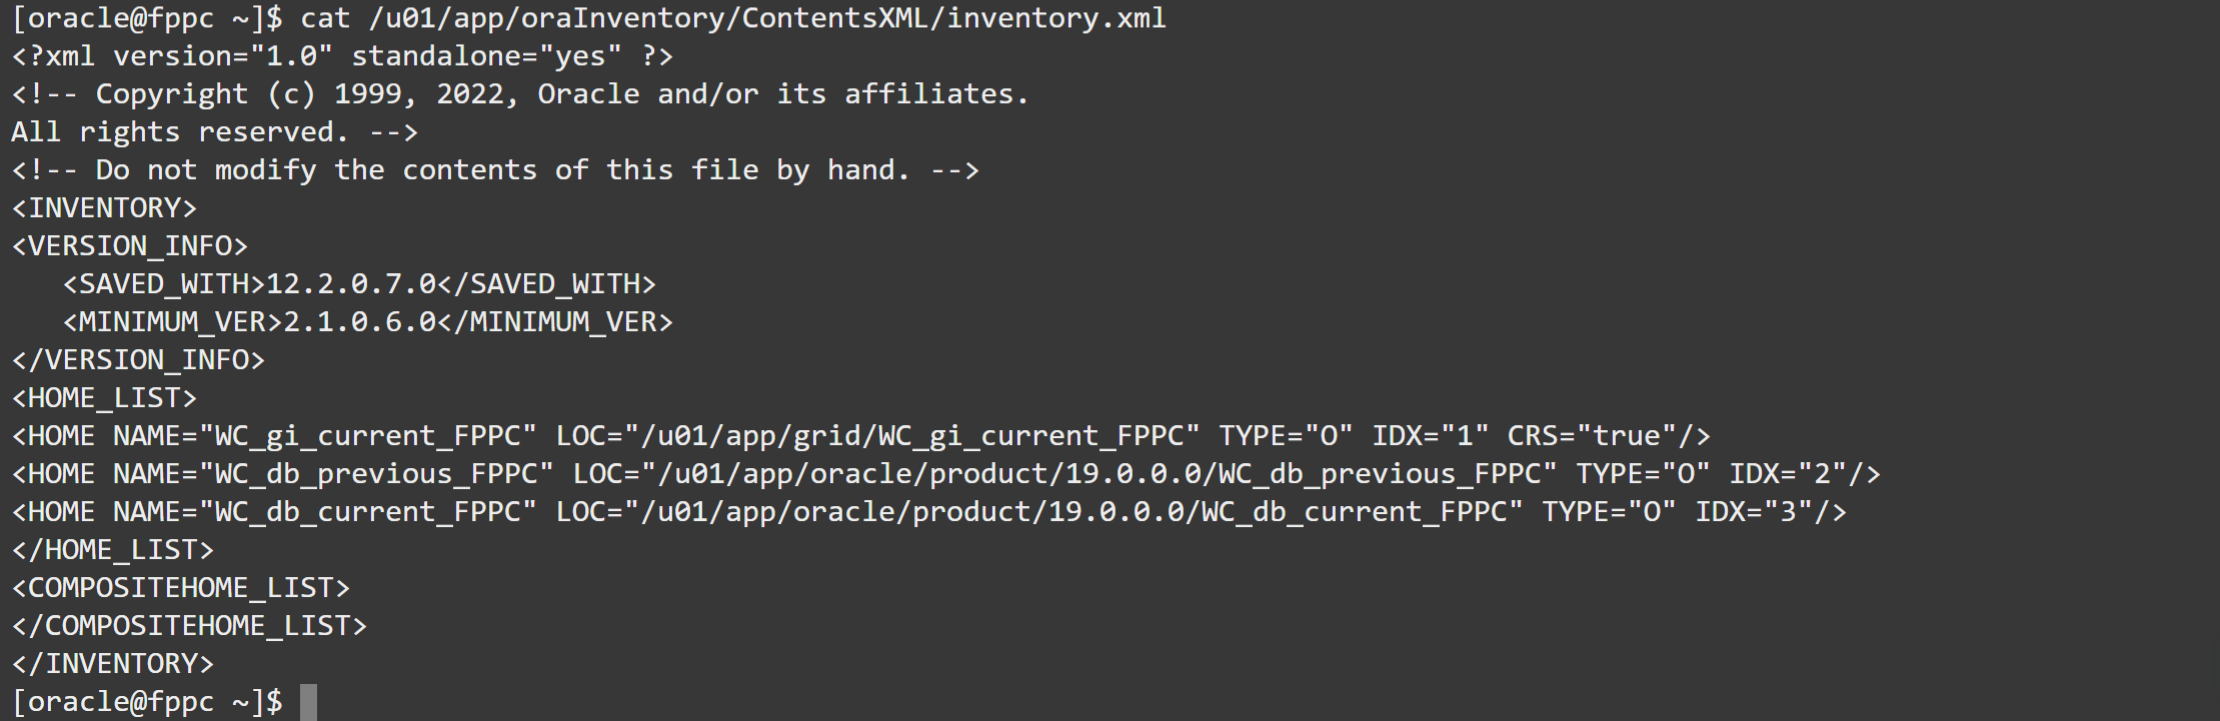 [oracle@fppc ~]$ cat /u01/app/oraInventory/ContentsXML/inventory.xml
<?xml version="1.0" standalone="yes" ?>
<!-- Copyright (c) 1999, 2022, Oracle and/or its affiliates.
All rights reserved. -->
<!-- Do not modify the contents of this file by hand. -->
<INVENTORY>
<VERSION_INFO>
   <SAVED_WITH>12.2.0.7.0</SAVED_WITH>
   <MINIMUM_VER>2.1.0.6.0</MINIMUM_VER>
</VERSION_INFO>
<HOME_LIST>
<HOME NAME="WC_gi_current_FPPC" LOC="/u01/app/grid/WC_gi_current_FPPC" TYPE="O" IDX="1" CRS="true"/>
<HOME NAME="WC_db_previous_FPPC" LOC="/u01/app/oracle/product/19.0.0.0/WC_db_previous_FPPC" TYPE="O" IDX="2"/>
<HOME NAME="WC_db_current_FPPC" LOC="/u01/app/oracle/product/19.0.0.0/WC_db_current_FPPC" TYPE="O" IDX="3"/>
</HOME_LIST>
<COMPOSITEHOME_LIST>
</COMPOSITEHOME_LIST>
</INVENTORY>
[oracle@fppc ~]$